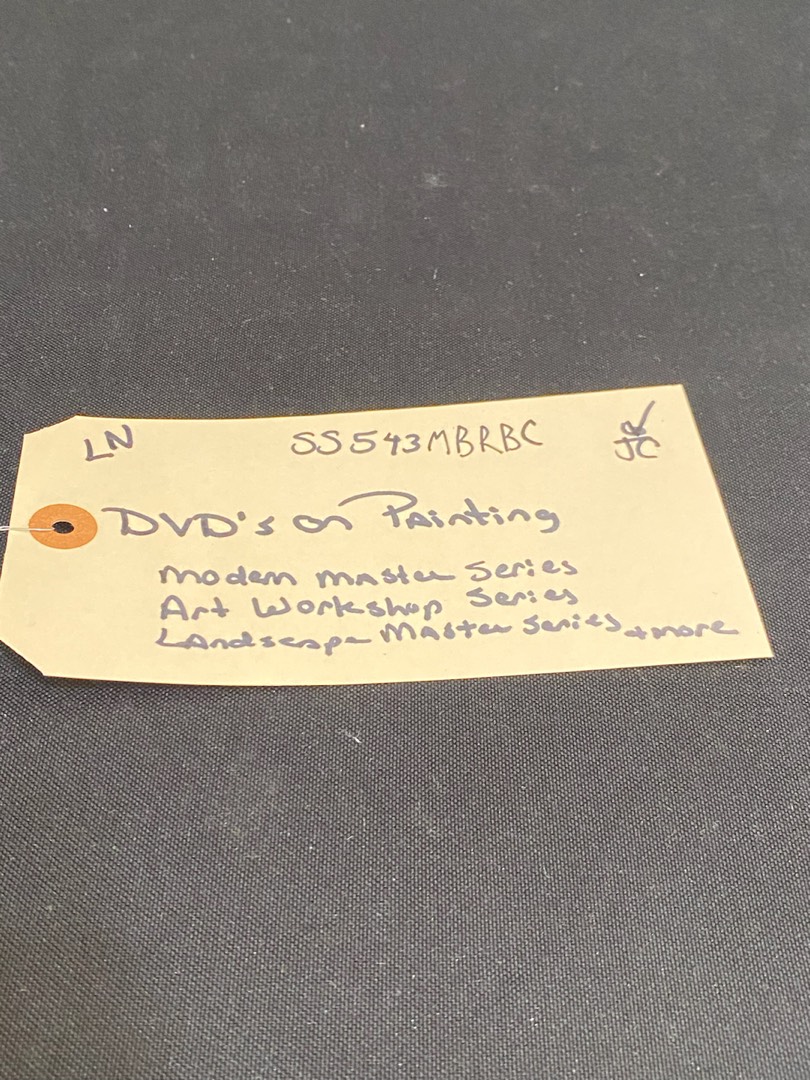 LN SS543MBRBC JC
DVD's on Painting
Modern Master Series
Art Workshop Series
Landscape Master Series + more